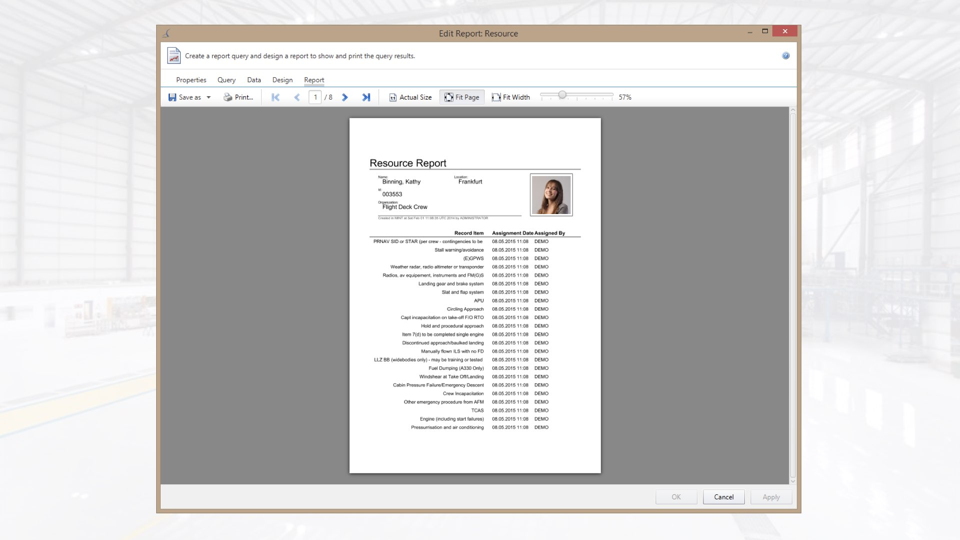 Edit Report: Resource
Create a report query and design a report to show and print the query results.
Properties Query Data Design Report
Save as Print... 1 / 8 Actual Size Fit Page Fit Width 57%
Resource Report
Name: Location:
Binning, Kathy Frankfurt
ID
003553
Organization:
Flight Deck Crew
Record Item Assignment Date Assigned By
PRNAV SID or STAR (per crew - contingencies to be 08.05.2015 11:08 DEMO
Stall warning/avoidance 08.05.2015 11:08 DEMO
(E)GPWS 08.05.2015 11:08 DEMO
Weather radar, radio altimeter or transponder 08.05.2015 11:08 DEMO
Radios, av equipement, instruments and FM(G)S 08.05.2015 11:08 DEMO
Landing gear and brake system 08.05.2015 11:08 DEMO
Slat and flap system 08.05.2015 11:08 DEMO
APU 08.05.2015 11:08 DEMO
Circling Approach 08.05.2015 11:08 DEMO
Capt incapacitation on take-off F/O RTO 08.05.2015 11:08 DEMO
Hold and procedural approach 08.05.2015 11:08 DEMO
Item 7(d) to be completed single engine 08.05.2015 11:08 DEMO
Discontinued approach/baulked landing 08.05.2015 11:08 DEMO
Manually flown ILS with no FD 08.05.2015 11:08 DEMO
LLZ BB (widebodies only) - may be training or tested 08.05.2015 11:08 DEMO
Fuel Dumping (A330 Only) 08.05.2015 11:08 DEMO
Windshear at Take Off/Landing 08.05.2015 11:08 DEMO
Cabin Pressure Failure/Emergency Descent 08.05.2015 11:08 DEMO
Crew Incapacitation 08.05.2015 11:08 DEMO
Other emergency procedure from AFM 08.05.2015 11:08 DEMO
TCAS 08.05.2015 11:08 DEMO
Engine (including start failures) 08.05.2015 11:08 DEMO
Pressurisation and air conditioning 08.05.2015 11:08 DEMO
OK Cancel Apply